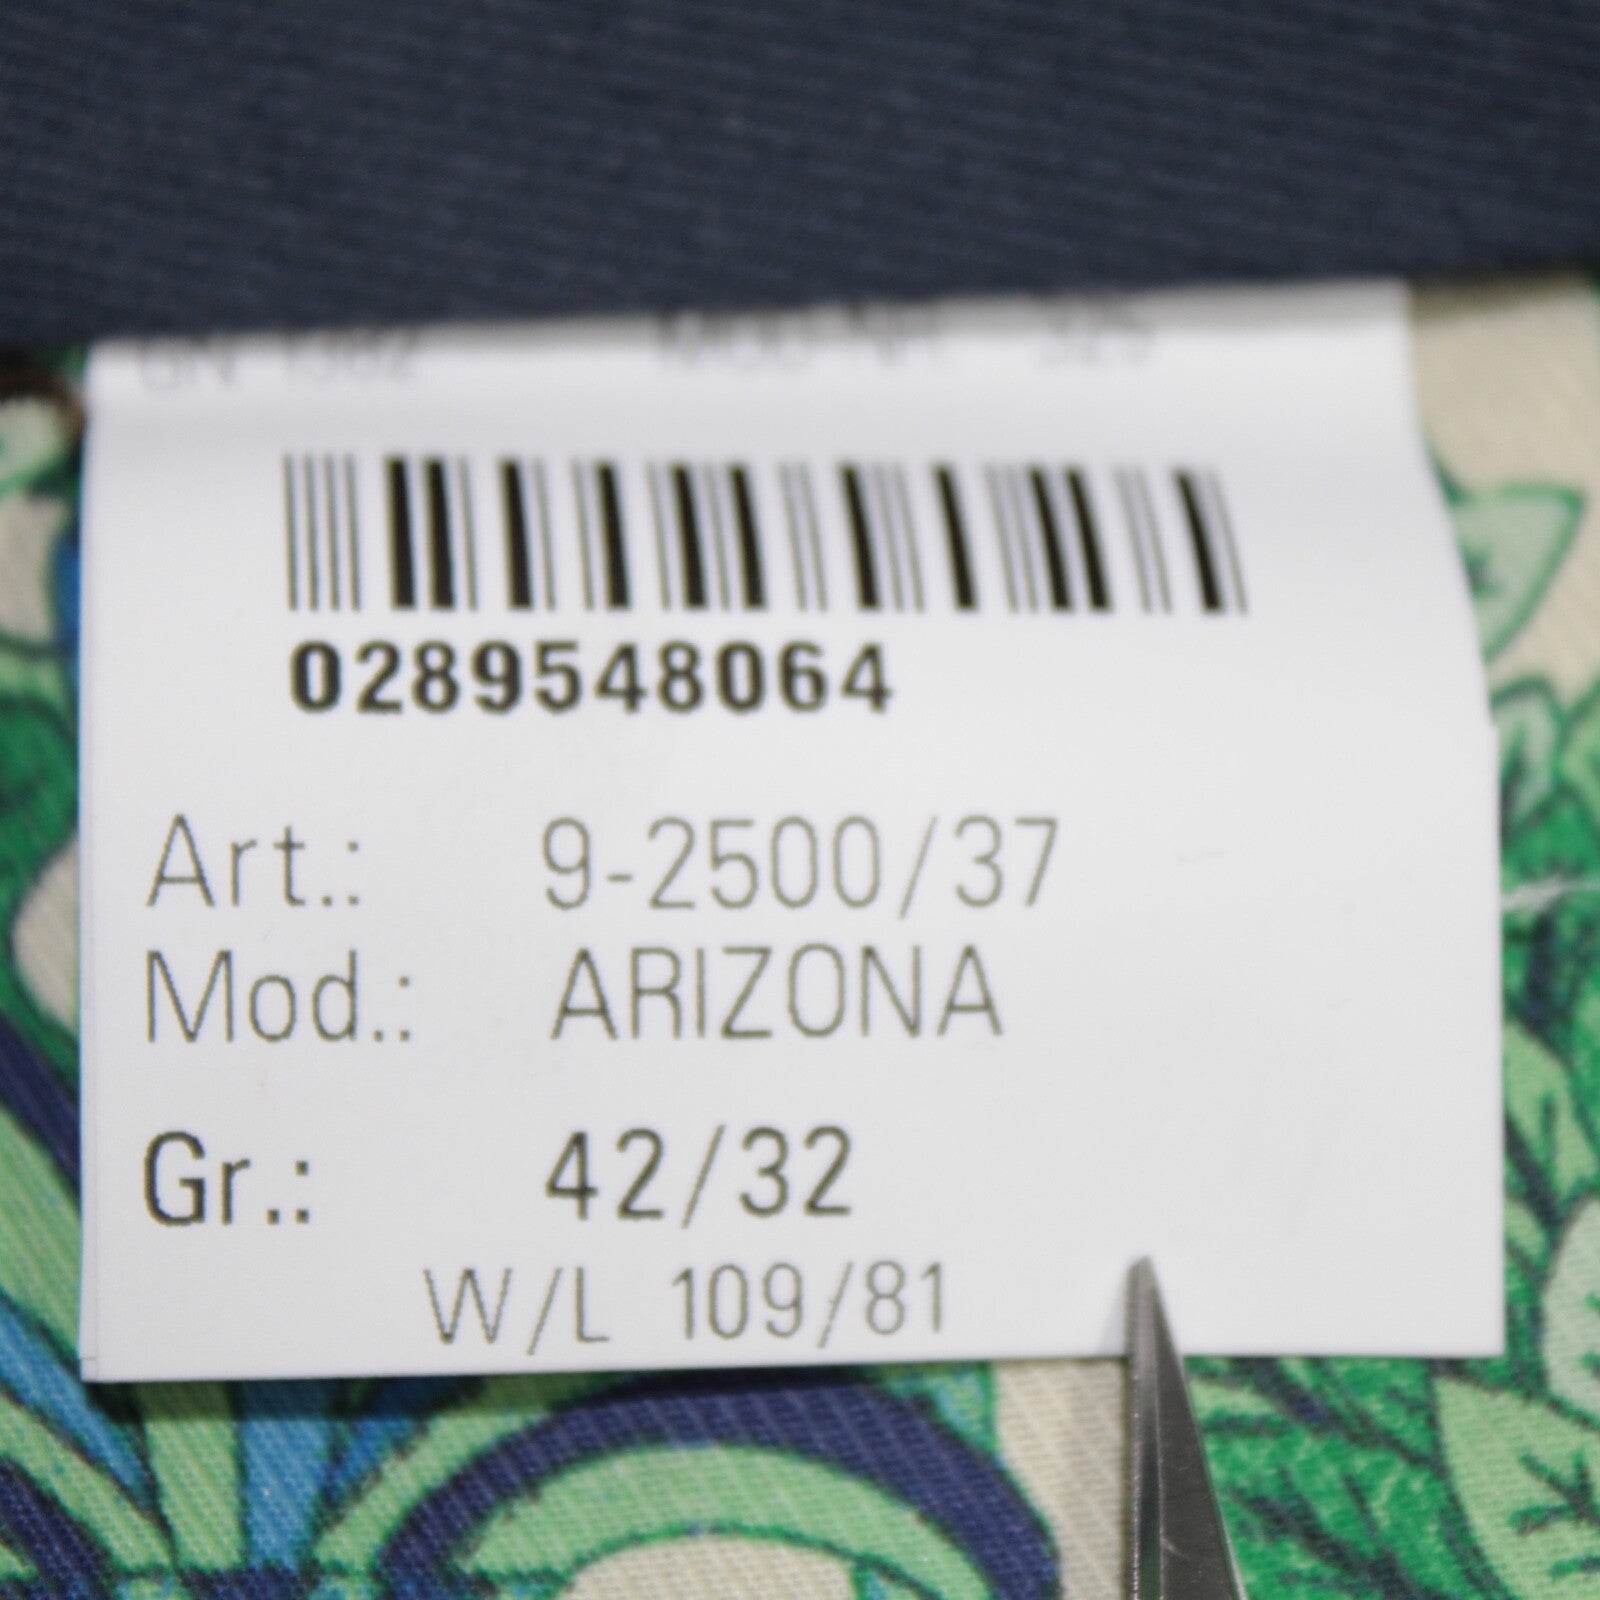 0289548064
Art.: 9-2500/37
Mod.: ARIZONA
Gr.: 42/32
W/L 109/81